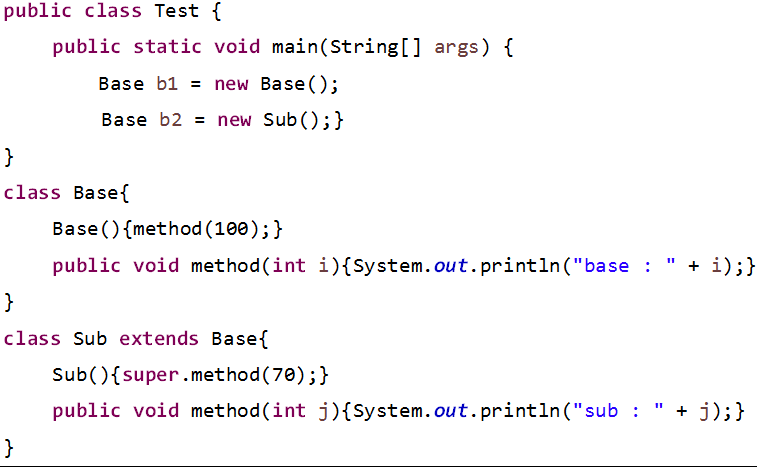 public class Test {
public static void main(String[] args) {
Base b1 = new Base();
Base b2 = new Sub();}
}
class Base{
Base(){method(100);}
public void method(int i){System.out.println("base : " + i);}
}
class Sub extends Base{
Sub(){super.method(70);}
public void method(int j){System.out.println("sub : " + j);}
}